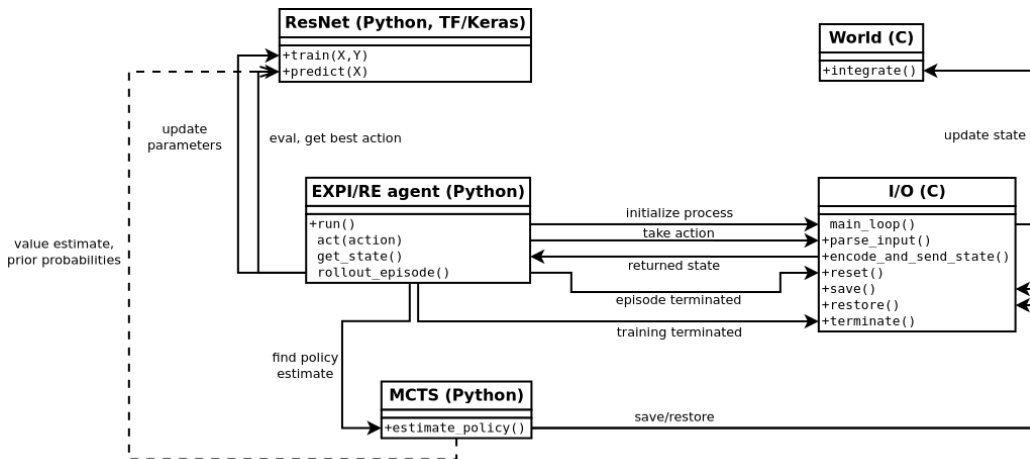 ResNet (Python, TF/Keras)
+train(X,Y)
+predict(X)
World (C)
+integrate()
update
parameters
eval, get best action
update state
EXPI/RE agent (Python)
+run()
act(action)
get_state()
rollout_episode()
initialize process
take action
returned state
episode terminated
training terminated
I/O (C)
main_loop()
+parse_input()
+encode_and_send_state()
+reset()
+save()
+restore()
+terminate()
value estimate,
prior probabilities
find policy
estimate
MCTS (Python)
+estimate_policy()
save/restore